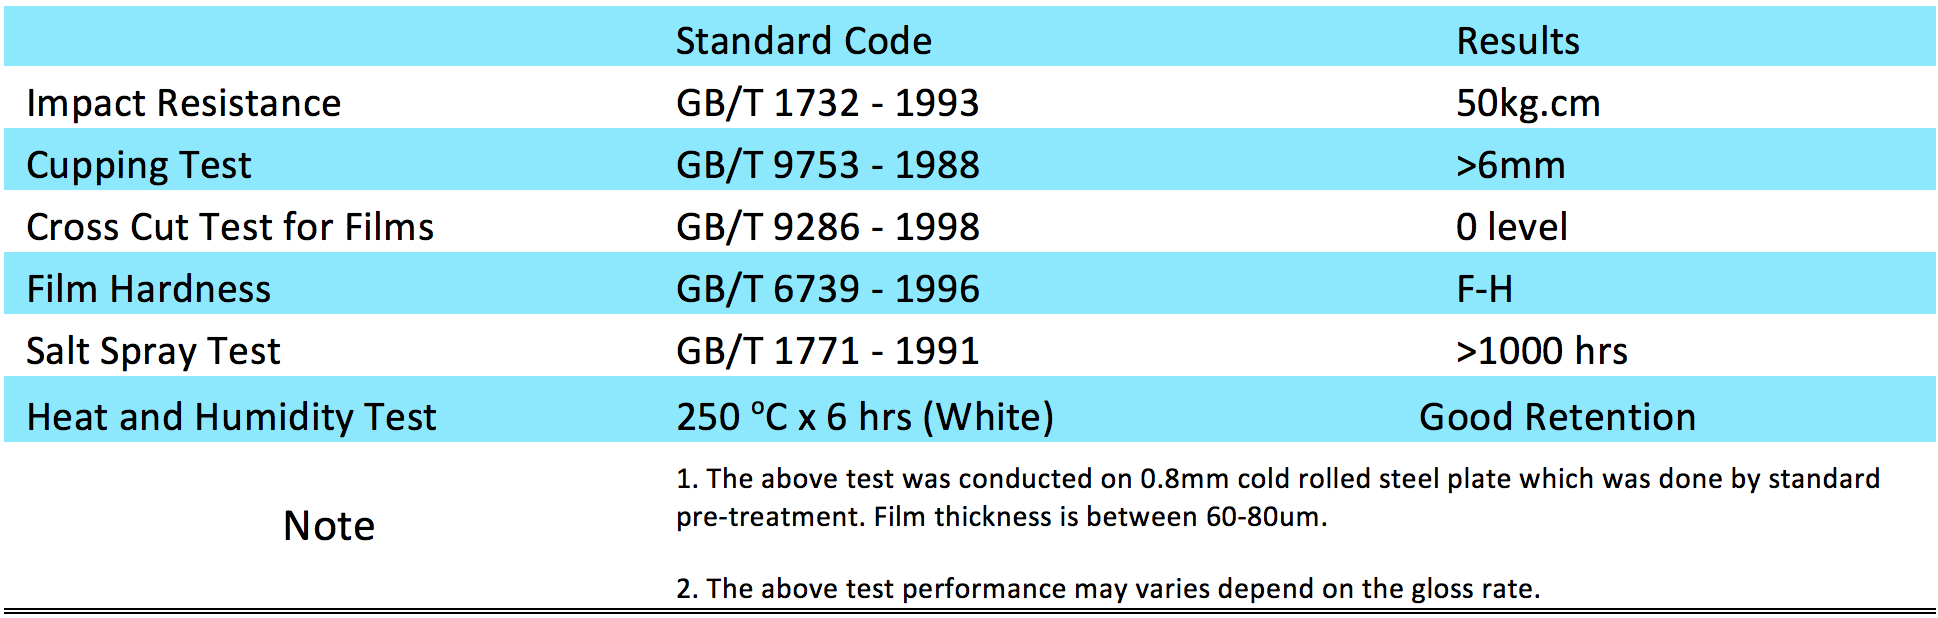 Standard Code Results
Impact Resistance GB/T 1732 - 1993 50kg.cm
Cupping Test GB/T 9753 - 1988 >6mm
Cross Cut Test for Films GB/T 9286 - 1998 0 level
Film Hardness GB/T 6739 - 1996 F-H
Salt Spray Test GB/T 1771 - 1991 >1000 hrs
Heat and Humidity Test 250 ºC x 6 hrs (White) Good Retention
Note
1. The above test was conducted on 0.8mm cold rolled steel plate which was done by standard
pre-treatment. Film thickness is between 60-80um.
2. The above test performance may varies depend on the gloss rate.